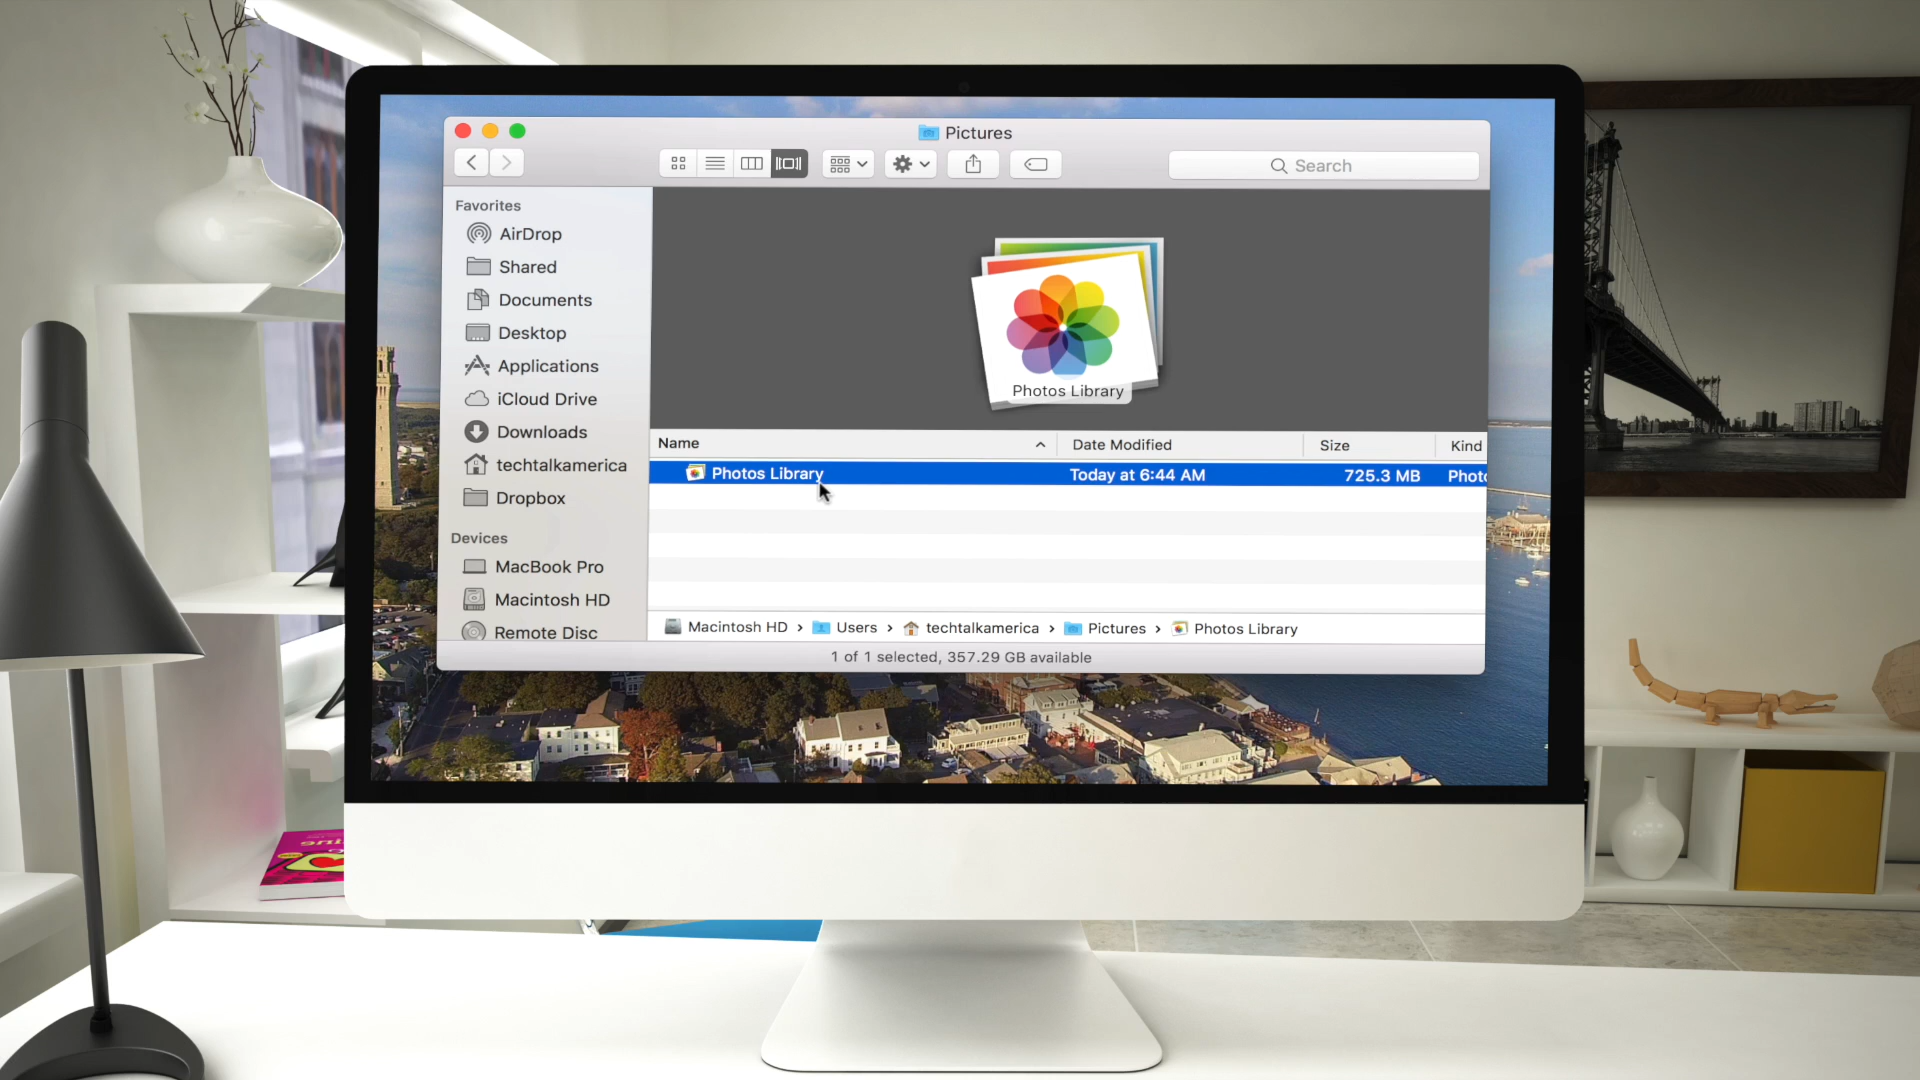 Pictures
Search
Favorites
AirDrop
Shared
Documents
Desktop
Applications
iCloud Drive
Downloads
techtalkamerica
Dropbox
Devices
MacBook Pro
Macintosh HD
Remote Disc
Photos Library
Name Date Modified Size Kind
Photos Library Today at 6:44 AM 725.3 MB Phot
Macintosh HD › Users › techtalkamerica › Pictures › Photos Library
1 of 1 selected, 357.29 GB available